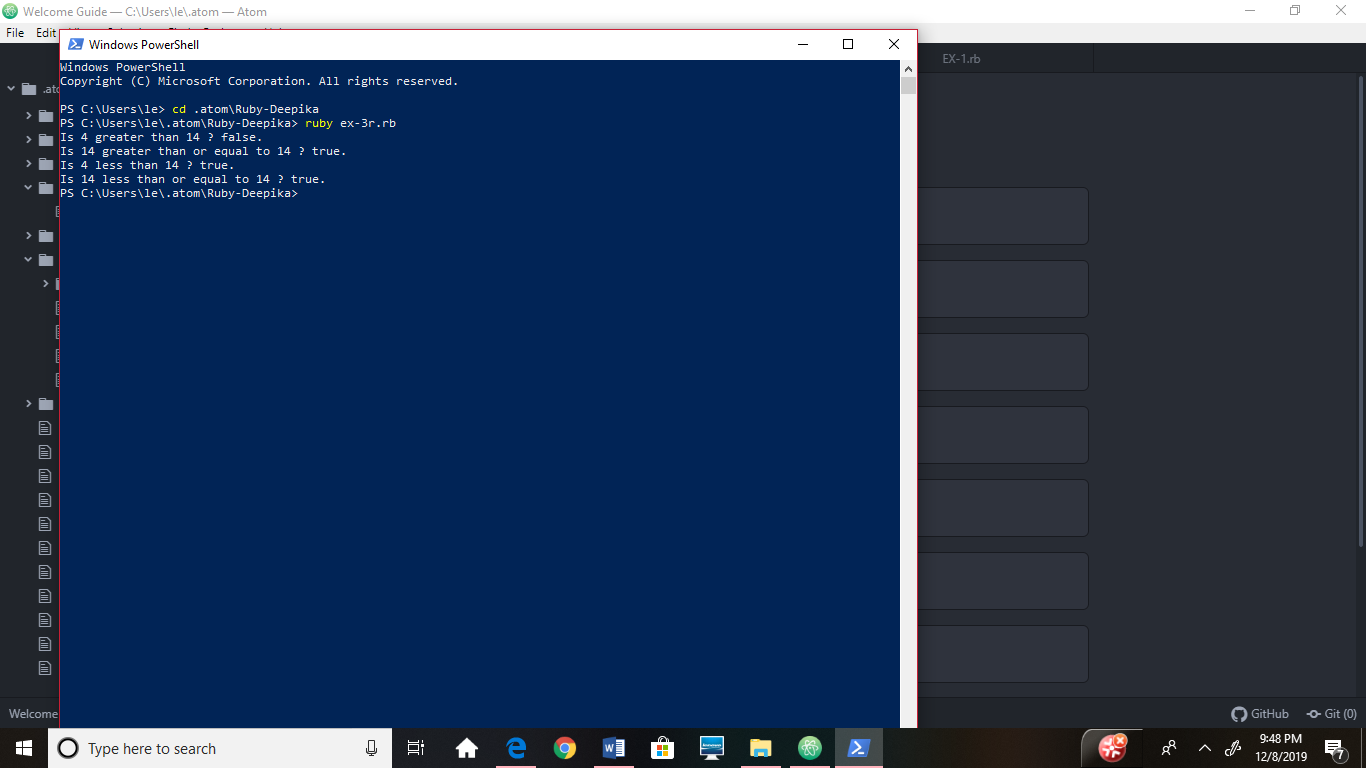 Welcome Guide — C:\Users\le\.atom — Atom
File Edit
Windows PowerShell
EX-1.rb
Windows PowerShell
Copyright (C) Microsoft Corporation. All rights reserved.
PS C:\Users\le> cd .atom\Ruby-Deepika
PS C:\Users\le\.atom\Ruby-Deepika> ruby ex-3r.rb
Is 4 greater than 14 ? false.
Is 14 greater than or equal to 14 ? true.
Is 4 less than 14 ? true.
Is 14 less than or equal to 14 ? true.
PS C:\Users\le\.atom\Ruby-Deepika>
Welcome
GitHub Git (0)
Type here to search
9:48 PM
12/8/2019
7